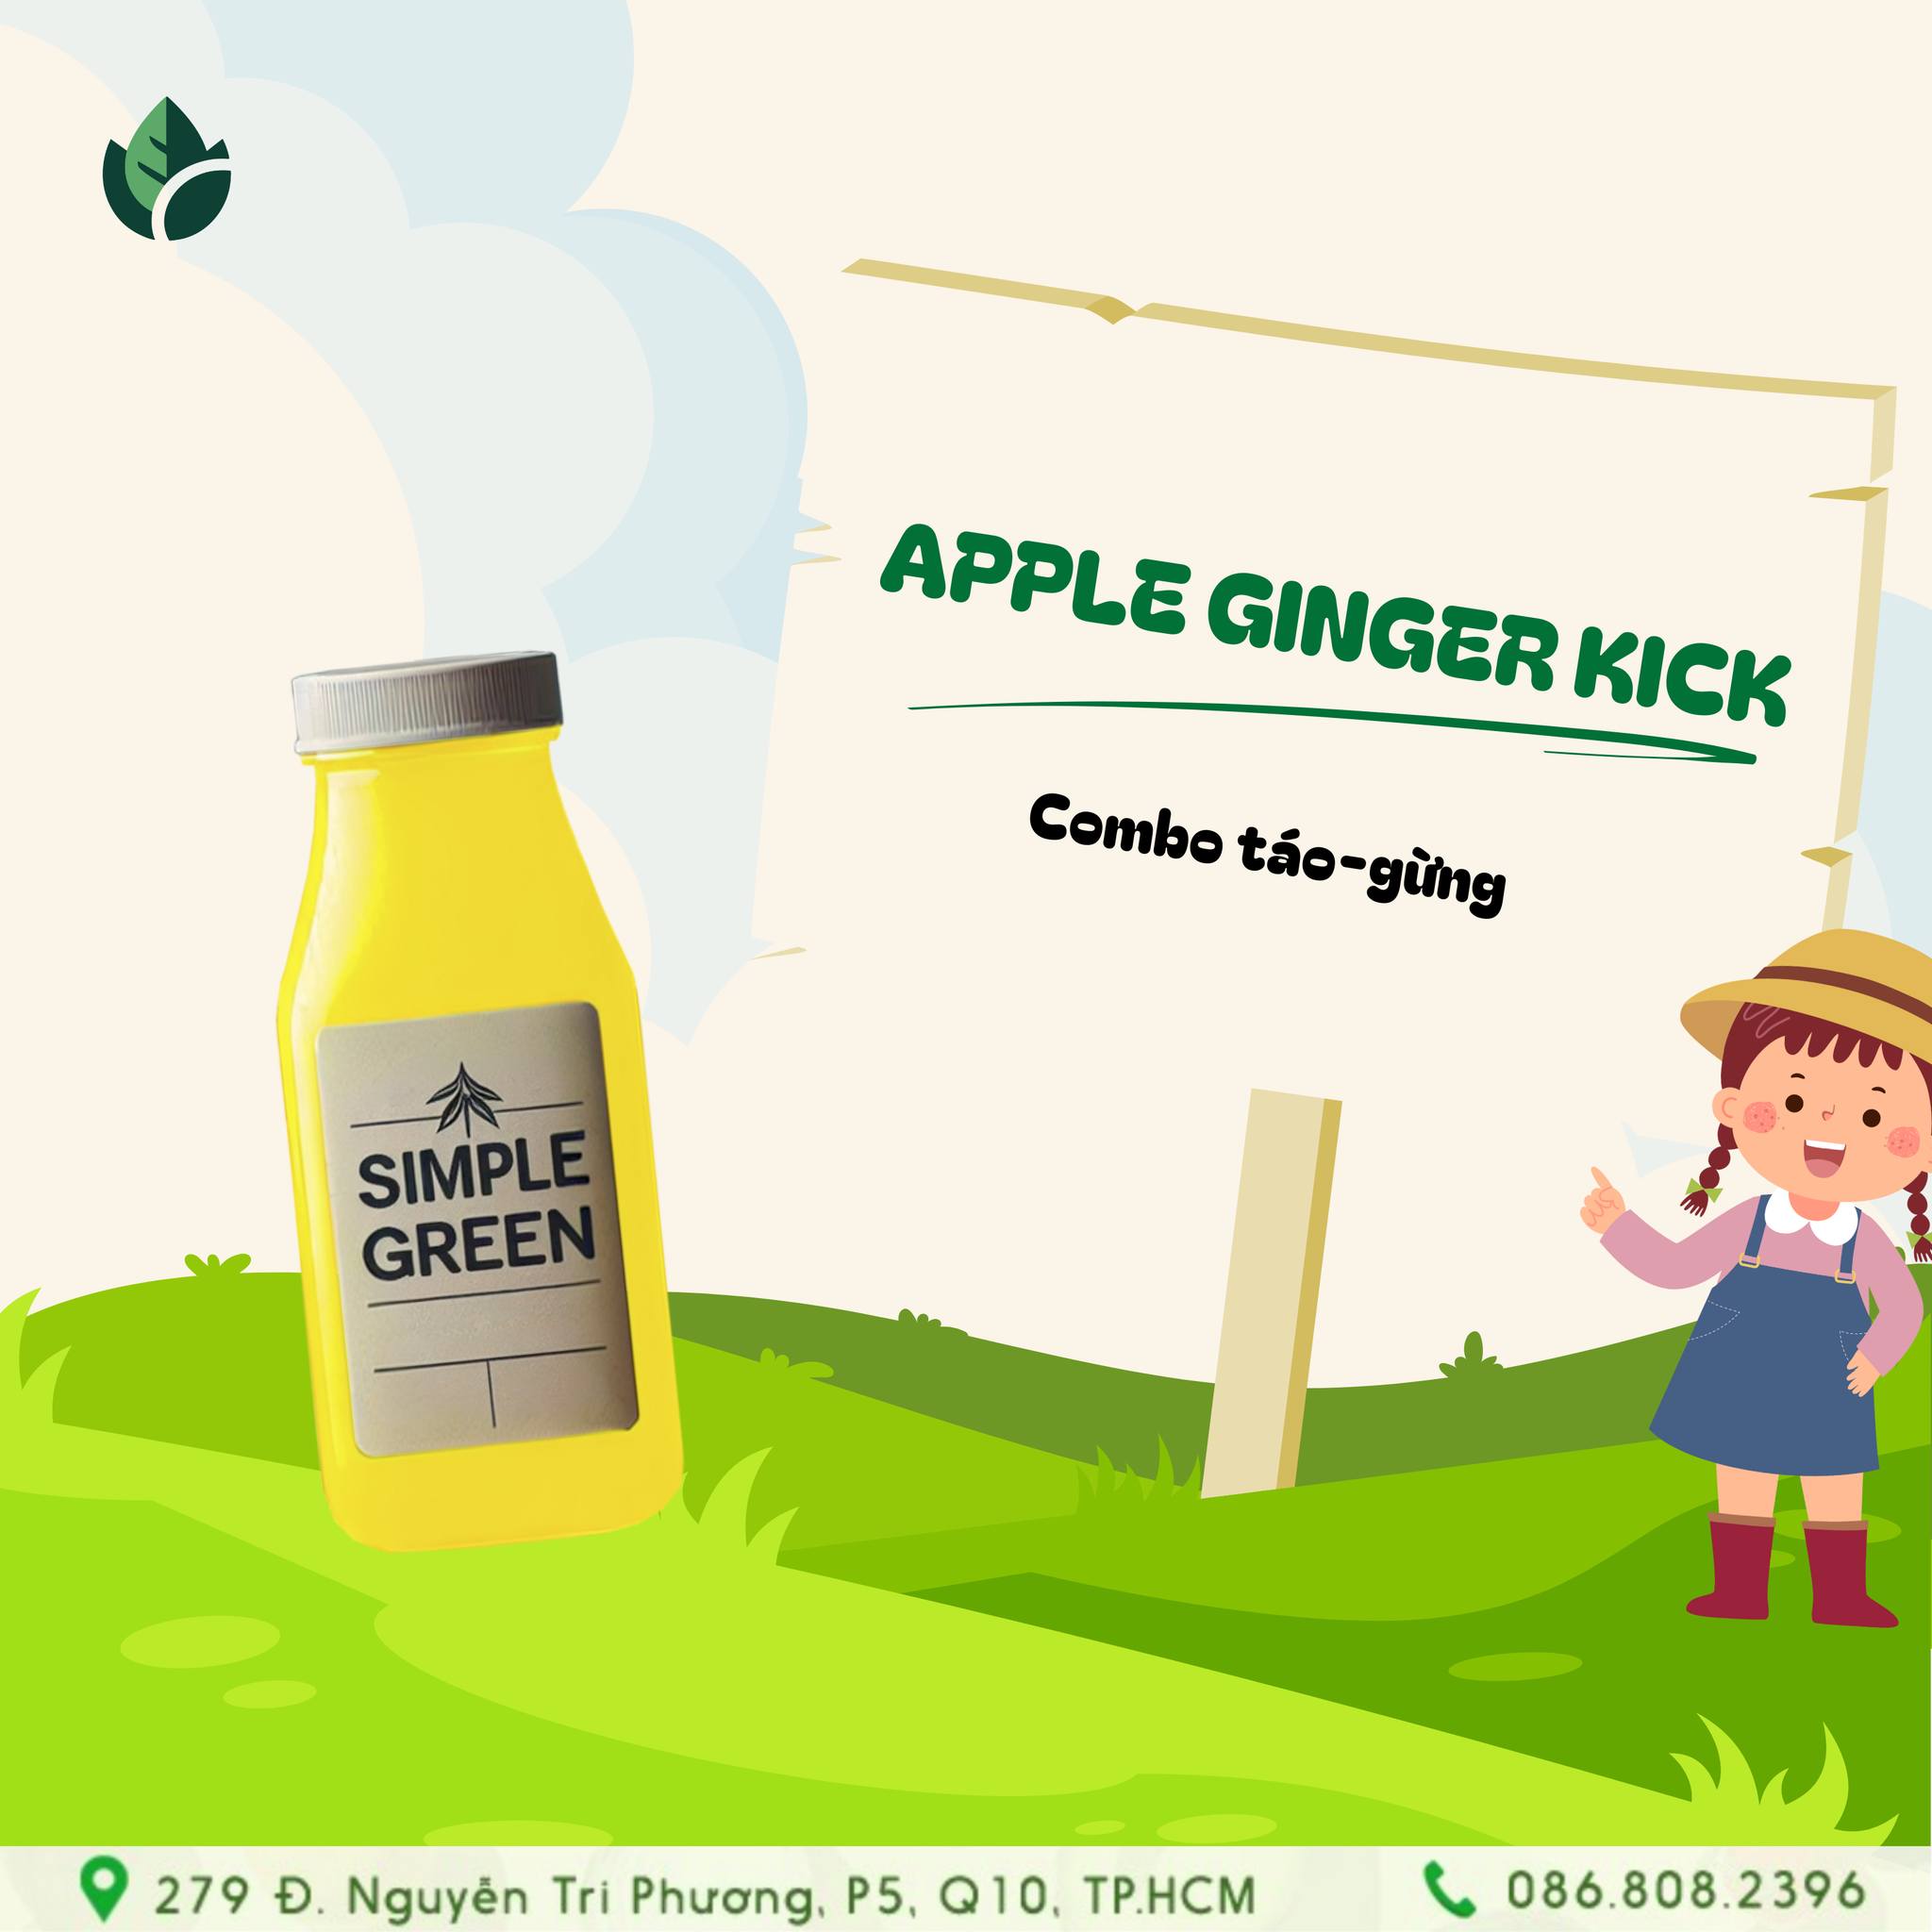 APPLE GINGER KICK
Combo táo-gừng
SIMPLE
GREEN
279 Đ. Nguyễn Tri Phương, P5, Q10, TP.HCM
086.808.2396